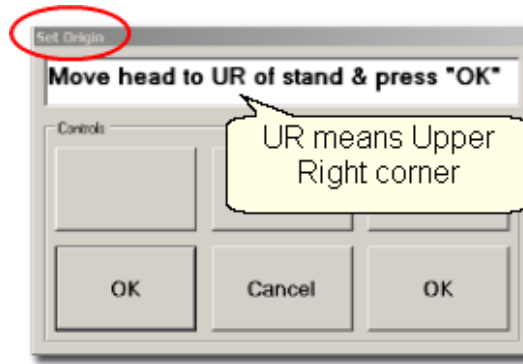 Set Origin
Move head to UR of stand & press "OK"
Controls
UR means Upper
Right corner
OK
Cancel
OK